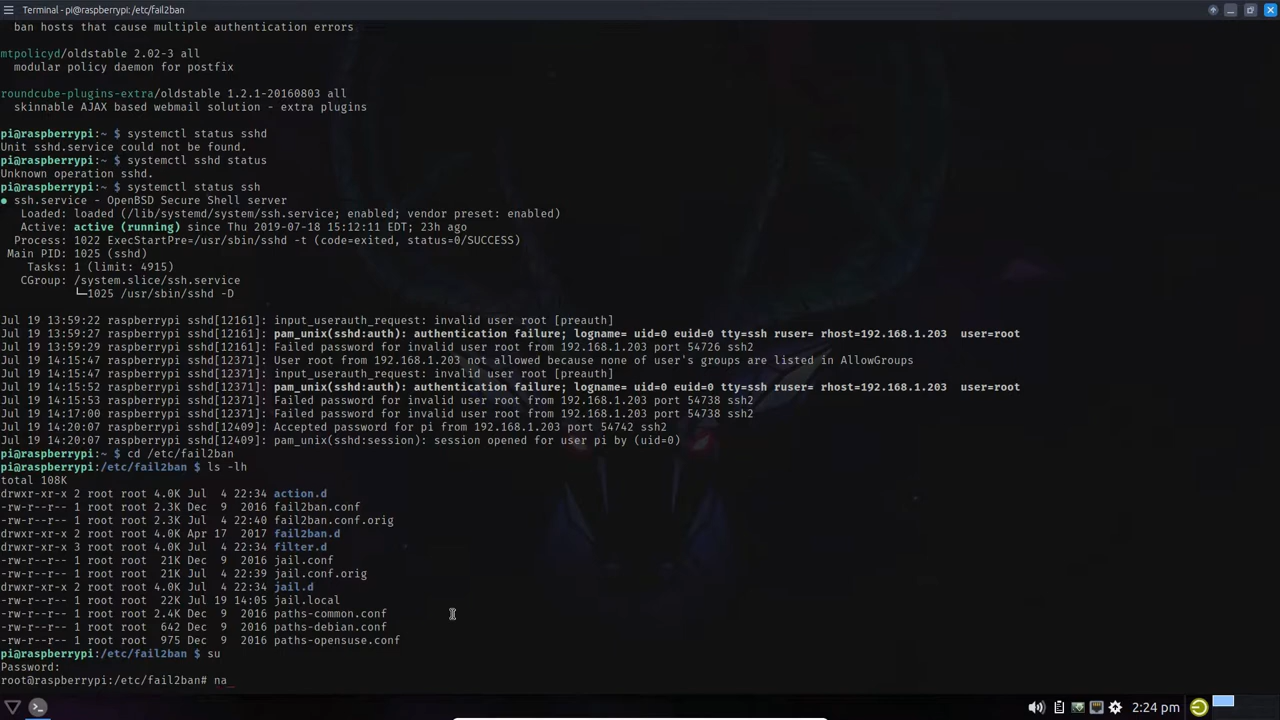 Terminal - pi@raspberrypi: /etc/fail2ban
ban hosts that cause multiple authentication errors
mtpolicyd/oldstable 2.02-3 all
modular policy daemon for postfix
roundcube-plugins-extra/oldstable 1.2.1-20160803 all
skinnable AJAX based webmail solution - extra plugins
pi@raspberrypi:~ $ systemctl status sshd
Unit sshd.service could not be found.
pi@raspberrypi:~ $ systemctl sshd status
Unknown operation sshd.
pi@raspberrypi:~ $ systemctl status ssh
● ssh.service - OpenBSD Secure Shell server
Loaded: loaded (/lib/systemd/system/ssh.service; enabled; vendor preset: enabled)
Active: active (running) since Thu 2019-07-18 15:12:11 EDT; 23h ago
Process: 1022 ExecStartPre=/usr/sbin/sshd -t (code=exited, status=0/SUCCESS)
Main PID: 1025 (sshd)
Tasks: 1 (limit: 4915)
CGroup: /system.slice/ssh.service
└─1025 /usr/sbin/sshd -D
Jul 19 13:59:22 raspberrypi sshd[12161]: input_userauth_request: invalid user root [preauth]
Jul 19 13:59:27 raspberrypi sshd[12161]: pam_unix(sshd:auth): authentication failure; logname= uid=0 euid=0 tty=ssh ruser= rhost=192.168.1.203  user=root
Jul 19 13:59:29 raspberrypi sshd[12161]: Failed password for invalid user root from 192.168.1.203 port 54726 ssh2
Jul 19 14:15:47 raspberrypi sshd[12371]: User root from 192.168.1.203 not allowed because none of user's groups are listed in AllowGroups
Jul 19 14:15:47 raspberrypi sshd[12371]: input_userauth_request: invalid user root [preauth]
Jul 19 14:15:52 raspberrypi sshd[12371]: pam_unix(sshd:auth): authentication failure; logname= uid=0 euid=0 tty=ssh ruser= rhost=192.168.1.203  user=root
Jul 19 14:15:53 raspberrypi sshd[12371]: Failed password for invalid user root from 192.168.1.203 port 54738 ssh2
Jul 19 14:17:00 raspberrypi sshd[12371]: Failed password for invalid user root from 192.168.1.203 port 54738 ssh2
Jul 19 14:20:07 raspberrypi sshd[12409]: Accepted password for pi from 192.168.1.203 port 54742 ssh2
Jul 19 14:20:07 raspberrypi sshd[12409]: pam_unix(sshd:session): session opened for user pi by (uid=0)
pi@raspberrypi:~ $ cd /etc/fail2ban
pi@raspberrypi:/etc/fail2ban $ ls -lh
total 108K
drwxr-xr-x 2 root root 4.0K Jul  4 22:34 action.d
-rw-r--r-- 1 root root 2.3K Dec  9  2016 fail2ban.conf
-rw-r--r-- 1 root root 2.3K Jul  4 22:40 fail2ban.conf.orig
drwxr-xr-x 2 root root 4.0K Apr 17  2017 fail2ban.d
drwxr-xr-x 3 root root 4.0K Jul  4 22:34 filter.d
-rw-r--r-- 1 root root  21K Dec  9  2016 jail.conf
-rw-r--r-- 1 root root  21K Jul  4 22:39 jail.conf.orig
drwxr-xr-x 2 root root 4.0K Jul  4 22:34 jail.d
-rw-r--r-- 1 root root  22K Jul 19 14:05 jail.local
-rw-r--r-- 1 root root 2.4K Dec  9  2016 paths-common.conf
-rw-r--r-- 1 root root  642 Dec  9  2016 paths-debian.conf
-rw-r--r-- 1 root root  975 Dec  9  2016 paths-opensuse.conf
pi@raspberrypi:/etc/fail2ban $ su
Password:
root@raspberrypi:/etc/fail2ban# na_
2:24 pm